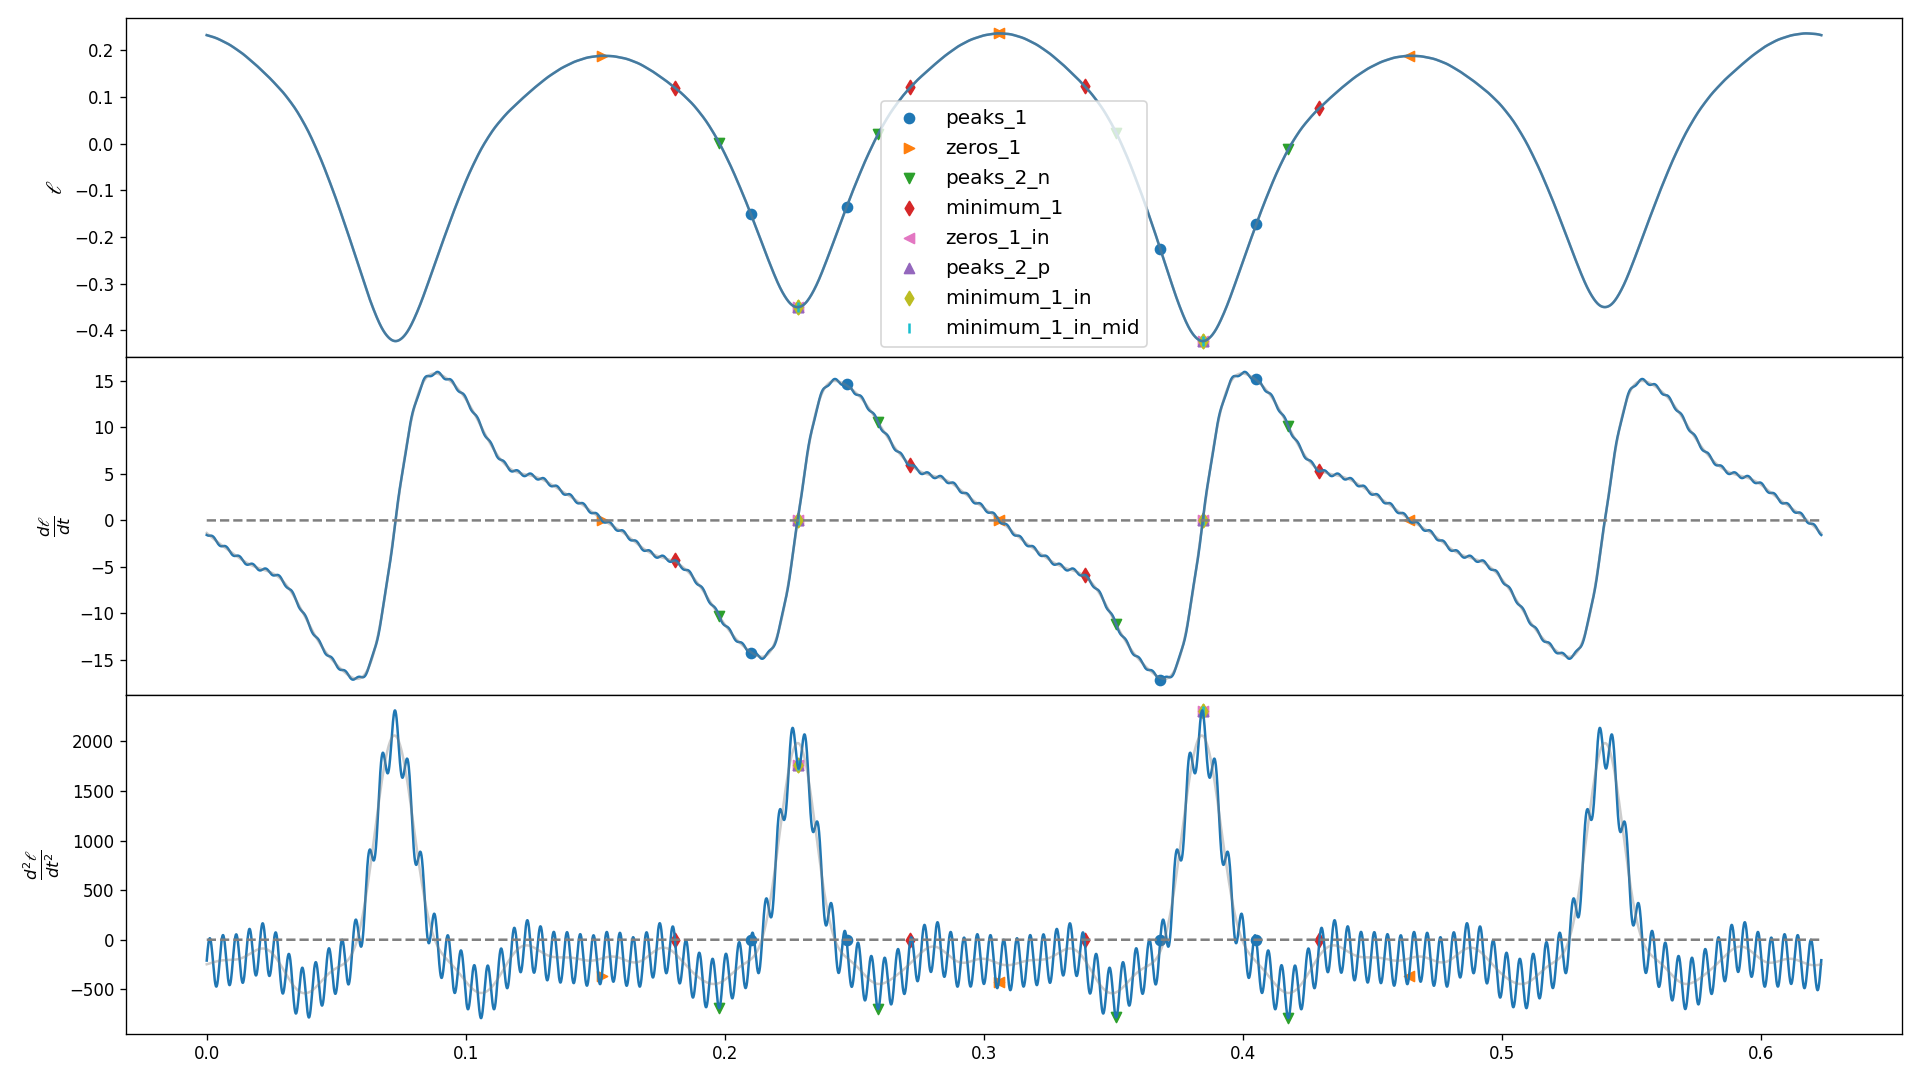 0.2
0.1
0.0
−0.1
−0.2
−0.3
−0.4
ℓ
peaks_1
zeros_1
peaks_2_n
minimum_1
zeros_1_in
peaks_2_p
minimum_1_in
minimum_1_in_mid
15
10
5
0
−5
−10
−15
dℓ
dt
2000
1500
1000
500
0
−500
d²ℓ
dt²
0.0 0.1 0.2 0.3 0.4 0.5 0.6